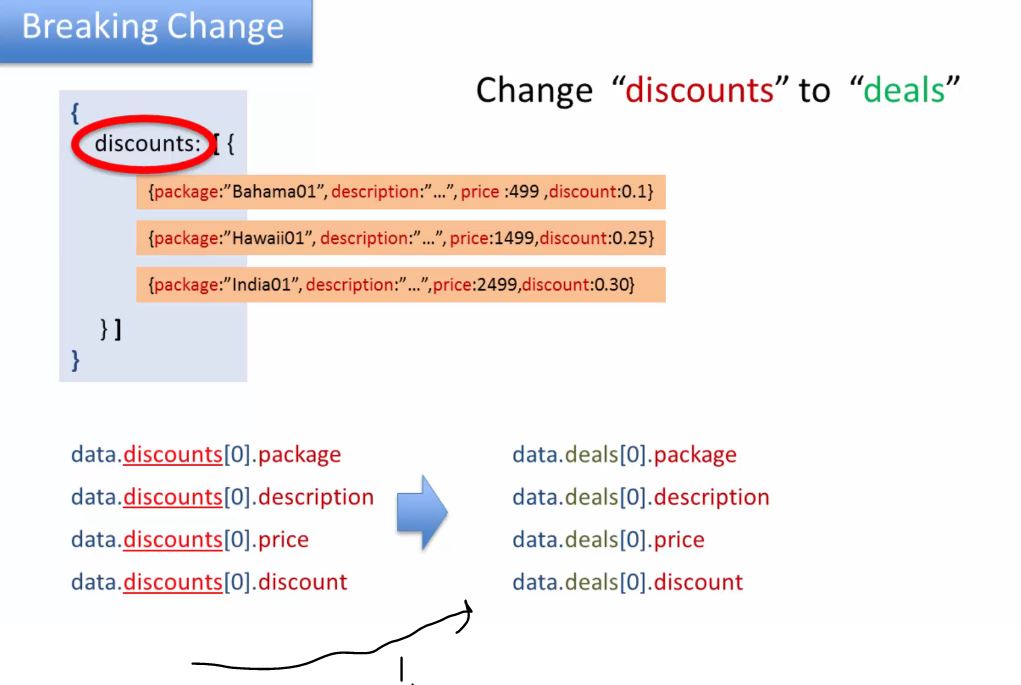 Breaking Change
Change “discounts” to “deals”
{
discounts: [ {
{package:”Bahama01”, description:”…”, price :499 ,discount:0.1}
{package:”Hawaii01”, description:”…”, price:1499,discount:0.25}
{package:”India01”, description:”…”,price:2499,discount:0.30}
} ]
}
data.discounts[0].package
data.discounts[0].description
data.discounts[0].price
data.discounts[0].discount
data.deals[0].package
data.deals[0].description
data.deals[0].price
data.deals[0].discount